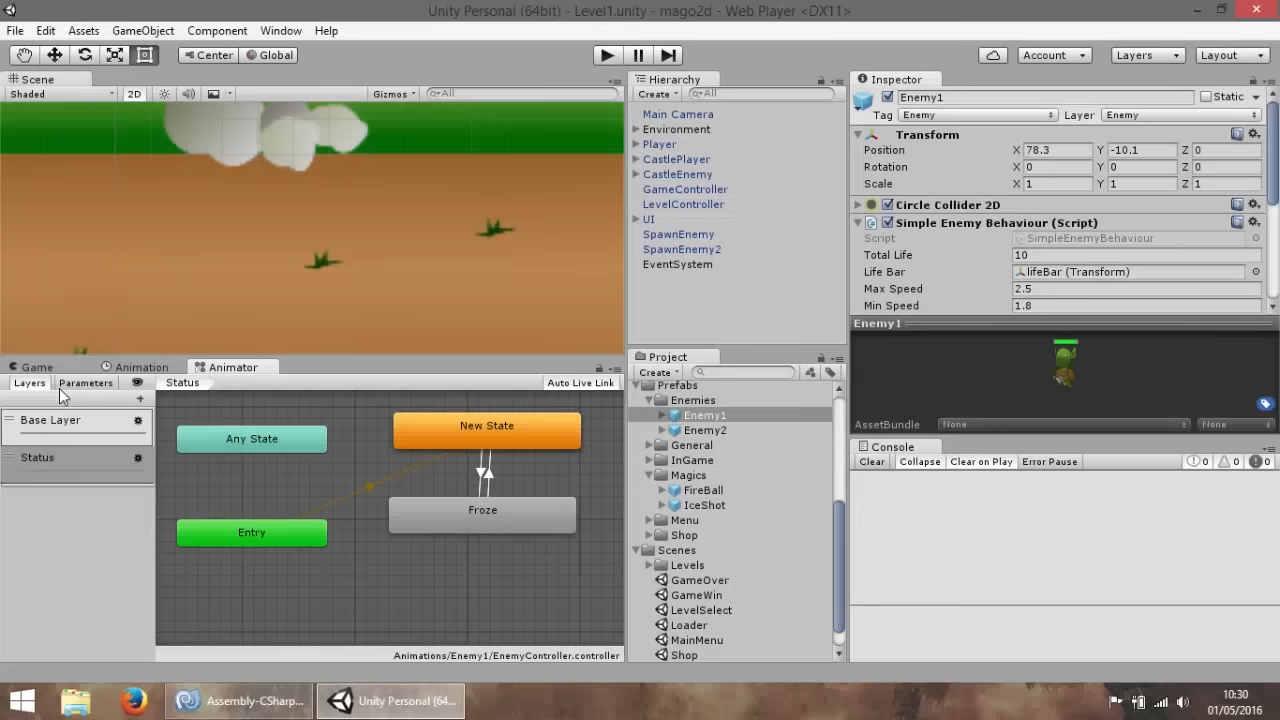 Unity Personal (64bit) - Level1.unity - mago2d - Web Player <DX11>
File Edit Assets GameObject Component Window Help
Center Global Account Layers Layout
Scene
Shaded 2D Gizmos All
Hierarchy
Create All
Main Camera
Environment
Player
CastlePlayer
CastleEnemy
GameController
LevelController
UI
SpawnEnemy
SpawnEnemy2
EventSystem
Inspector
Enemy1 Static
Tag Enemy Layer Enemy
Transform
Position X 78.3 Y -10.1 Z 0
Rotation X 0 Y 0 Z 0
Scale X 1 Y 1 Z 1
Circle Collider 2D
Simple Enemy Behaviour (Script)
Script SimpleEnemyBehaviour
Total Life 10
Life Bar lifeBar (Transform)
Max Speed 2.5
Min Speed 1.8
Enemy1
AssetBundle None None
Game Animation Animator
Layers Parameters Status Auto Live Link
Base Layer
Status
Any State
New State
Froze
Entry
Animations/Enemy1/EnemyController.controller
Project
Create
Prefabs
Enemies
Enemy1
Enemy2
General
InGame
Magics
FireBall
IceShot
Menu
Shop
Scenes
Levels
GameOver
GameWin
LevelSelect
Loader
MainMenu
Shop
Console
Clear Collapse Clear on Play Error Pause 0 0 0
Assembly-CSharp... Unity Personal (64...
10:30
01/05/2016